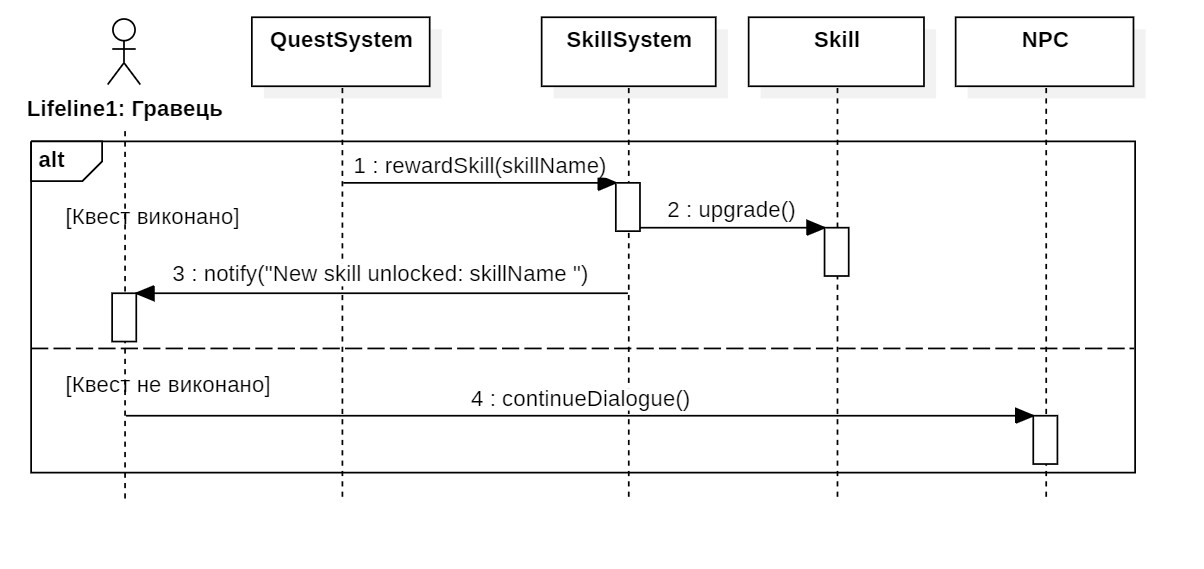 QuestSystem
SkillSystem
Skill
NPC
Lifeline1: Гравець
alt
1 : rewardSkill(skillName)
[Квест виконано]
2 : upgrade()
3 : notify("New skill unlocked: skillName ")
[Квест не виконано]
4 : continueDialogue()